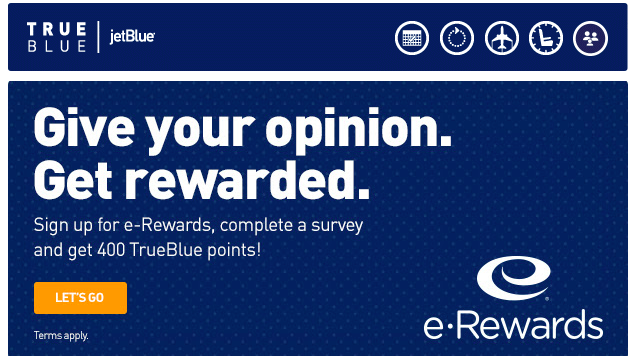 TRUE
BLUE
jetBlue
Give your opinion.
Get rewarded.
Sign up for e-Rewards, complete a survey
and get 400 TrueBlue points!
LET'S GO
e·Rewards
Terms apply.